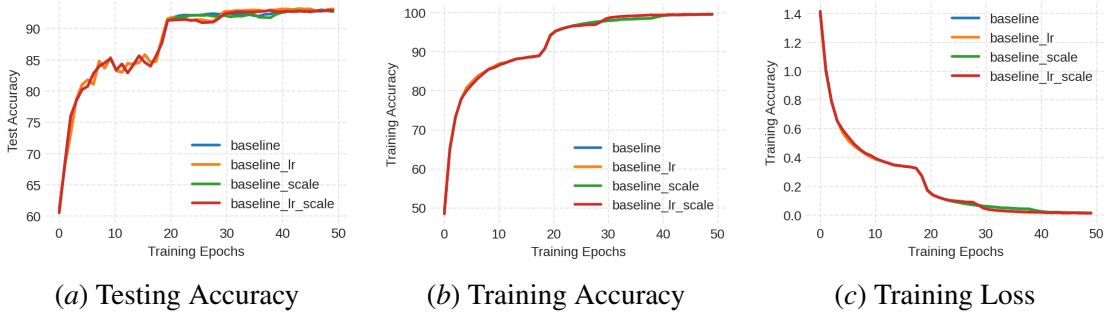 Test Accuracy
90
85
80
75
70
65
60
0 10 20 30 40 50
Training Epochs
baseline
baseline_lr
baseline_scale
baseline_lr_scale
(a) Testing Accuracy
Training Accuracy
100
90
80
70
60
50
0 10 20 30 40 50
Training Epochs
baseline
baseline_lr
baseline_scale
baseline_lr_scale
(b) Training Accuracy
Training Accuracy
1.4
1.2
1.0
0.8
0.6
0.4
0.2
0.0
0 10 20 30 40 50
Training Epochs
baseline
baseline_lr
baseline_scale
baseline_lr_scale
(c) Training Loss